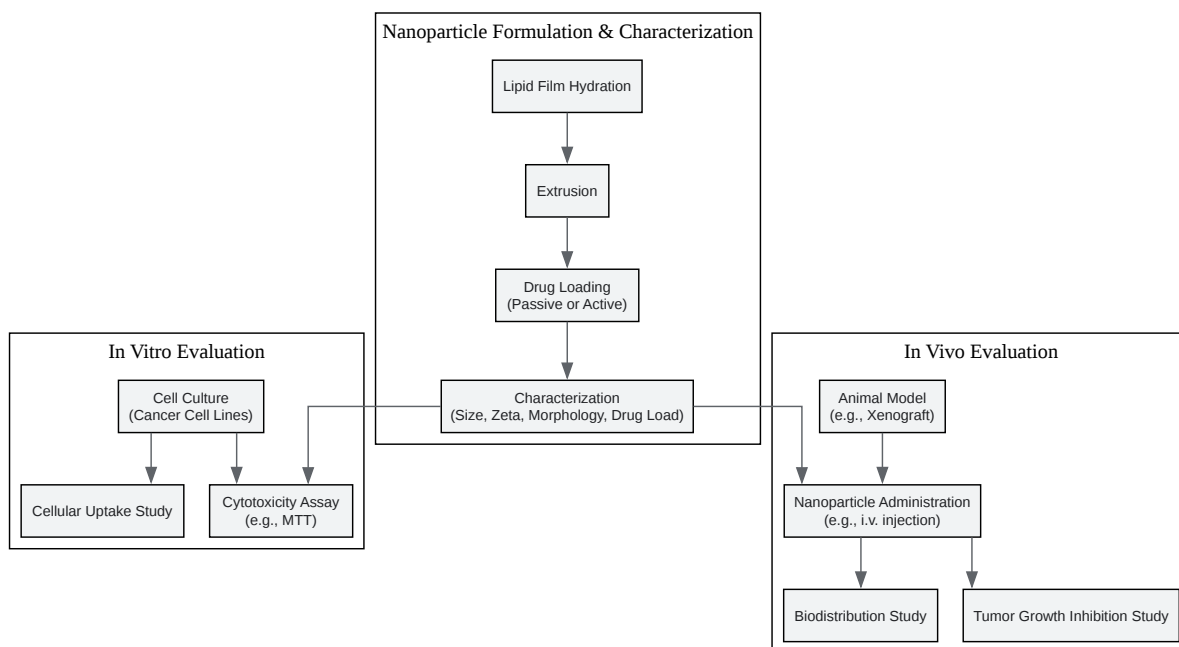 Nanoparticle Formulation & Characterization
Lipid Film Hydration
Extrusion
Drug Loading
(Passive or Active)
Characterization
(Size, Zeta, Morphology, Drug Load)
In Vitro Evaluation
Cell Culture
(Cancer Cell Lines)
Cellular Uptake Study
Cytotoxicity Assay
(e.g., MTT)
In Vivo Evaluation
Animal Model
(e.g., Xenograft)
Nanoparticle Administration
(e.g., i.v. injection)
Biodistribution Study
Tumor Growth Inhibition Study